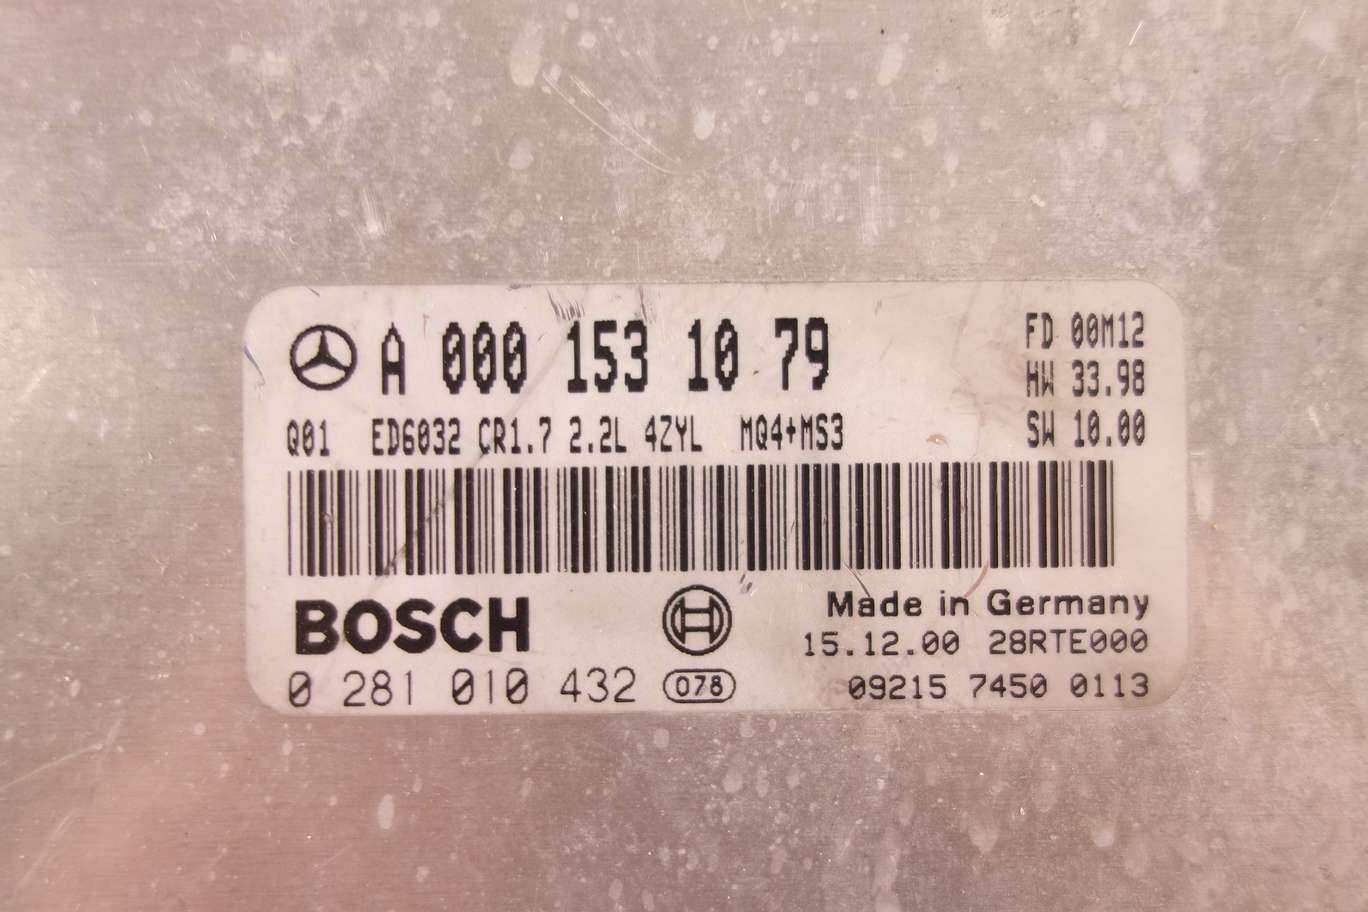 A 000 153 10 79
FD 00M12
HW 33.98
SW 10.00
Q01 ED6032 CR1.7 2.2L 4ZYL MQ4+MS3
BOSCH
Made in Germany
15.12.00 28RTE000
0 281 010 432 078
09215 7450 0113